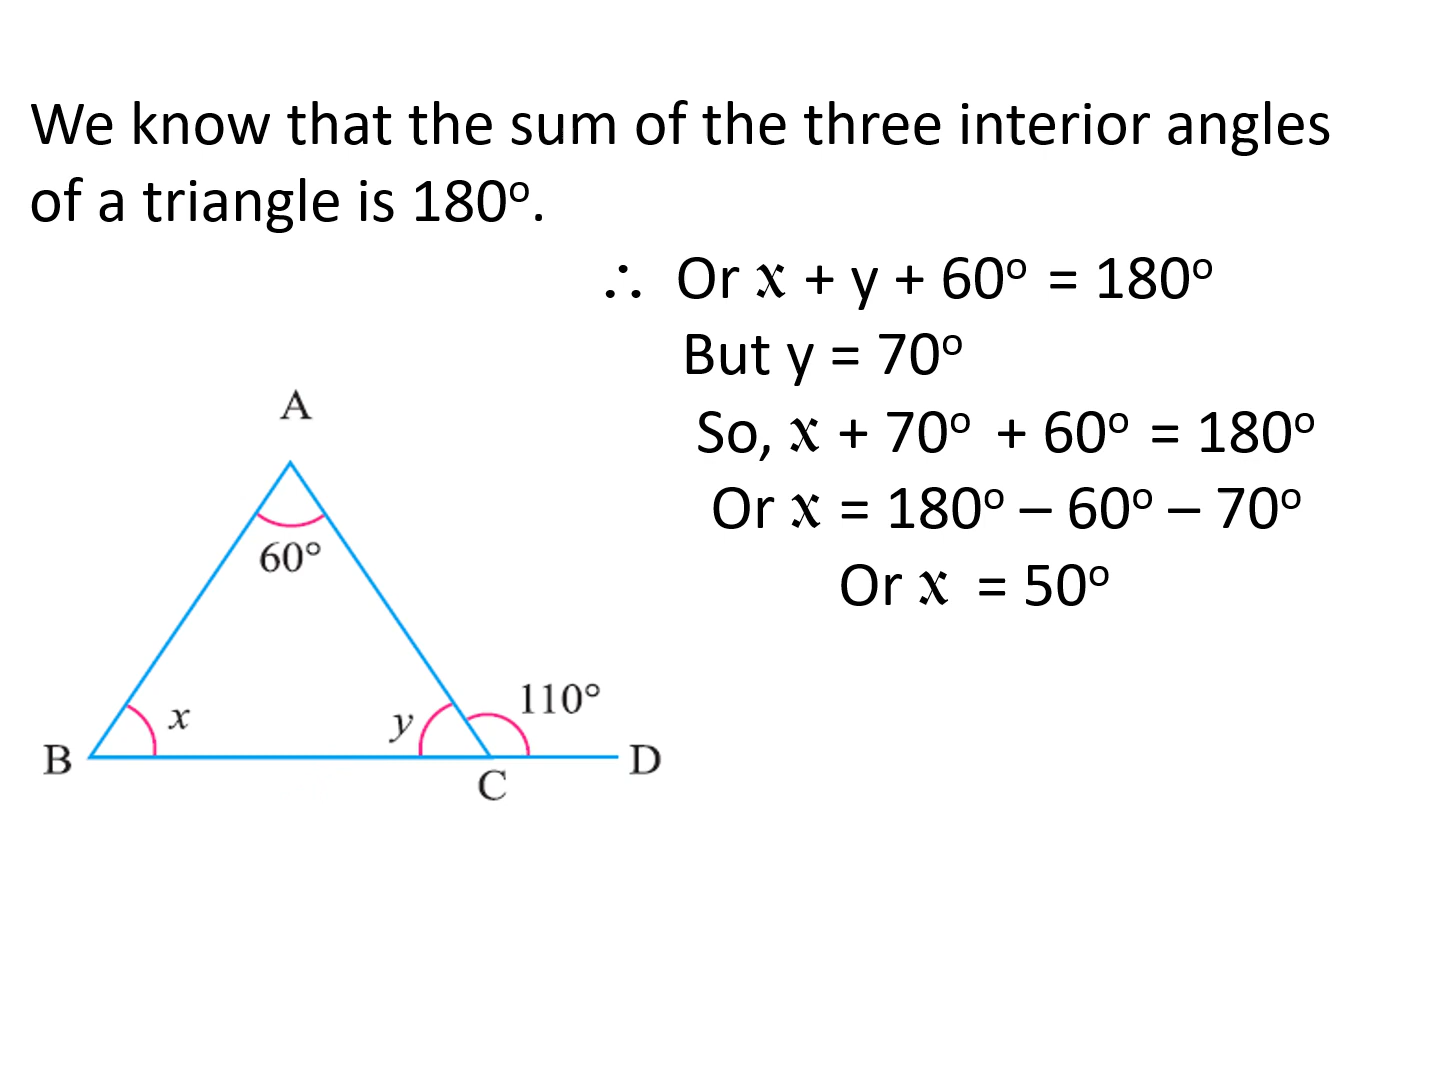 We know that the sum of the three interior angles
of a triangle is 180º.
∴ Or x + y + 60º = 180º
But y = 70º
So, x + 70º + 60º = 180º
Or x = 180º – 60º – 70º
Or x = 50º
A
60°
x
y
110°
B
C
D